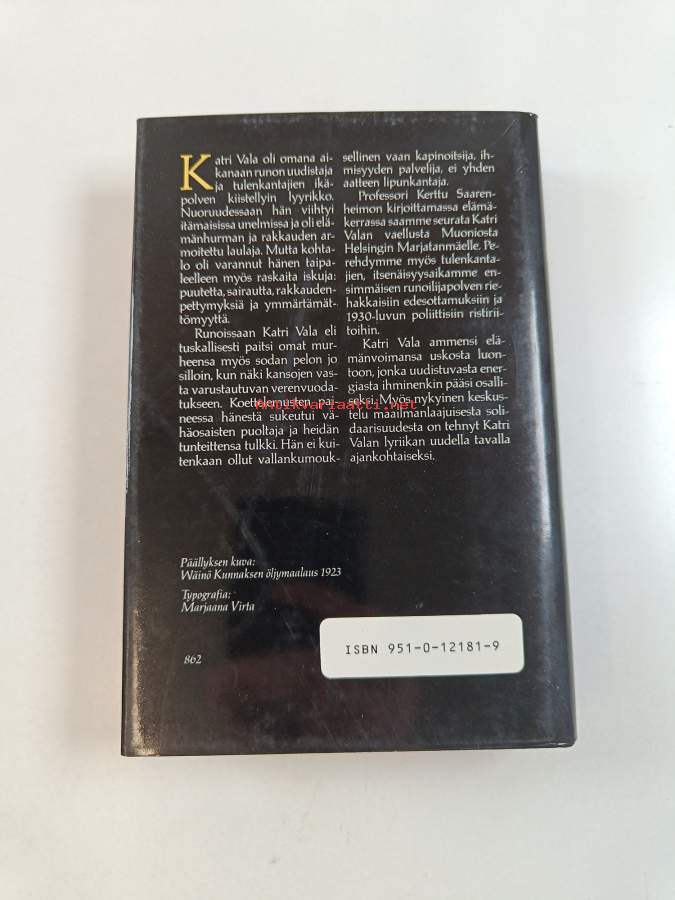 Katri Vala oli omana ai-
kanaan runon uudistaja
ja tulenkantajien ikä-
polven kiistellyin lyyrikko.
Nuoruudessaan hän viihtyi
itämaisissa unelmissa ja oli elä-
mänhurman ja rakkauden ar-
moitettu laulaja. Mutta kohta-
lo oli varannut hänen taipa-
leelleen myös raskaita iskuja:
puutetta, sairautta, rakkauden-
pettymyksiä ja ymmärtämät-
tömyyttä.
Runoissaan Katri Vala eli
tuskallisesti paitsi omat mur-
heensa myös sodan pelon jo
silloin, kun näki kansojen vas-
ta varustautuvan verenvuoda-
tukseen. Koettelemusten pai-
neessa hänestä sukeutui vä-
häosaisten puoltaja ja heidän
tunteittensa tulkki. Hän ei kui-
tenkaan ollut vallankumouk-
sellinen vaan kapinoitsija, ih-
misyyden palvelija, ei yhden
aatteen lipunkantaja.
Professori Kerttu Saaren-
heimon kirjoittamassa elämä-
kerrassa saamme seurata Katri
Valan vaellusta Muoniosta
Helsingin Marjatanmäelle. Pe-
rehdymme myös tulenkanta-
jien, itsenäisyysaikamme en-
simmäisen runoilijapolven rie-
hakkaisiin edesottamuksiin ja
1930-luvun poliittisiin ristirii-
toihin.
Katri Vala ammensi elä-
mänvoimansa uskosta luon-
toon, jonka uudistuvasta ener-
giasta ihminenkin pääsi osalli-
seksi. Myös nykyinen keskus-
telu maailmanlaajuisesta soli-
daarisuudesta on tehnyt Katri
Valan lyriikan uudella tavalla
ajankohtaiseksi.
Antikvariaatti.net
Päällyksen kuva:
Wäinö Kunnaksen öljymaalaus 1923
Typografia:
Marjaana Virta
862
ISBN 951-0-12181-9